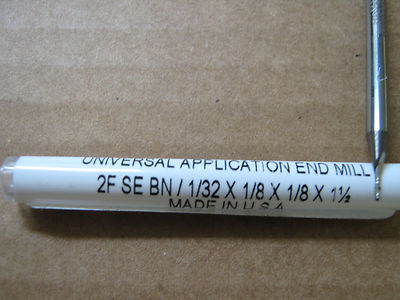 UNIVERSAL APPLICATION END MILL
2F SE BN / 1/32 X 1/8 X 1/8 X 1½
MADE IN U.S.A.